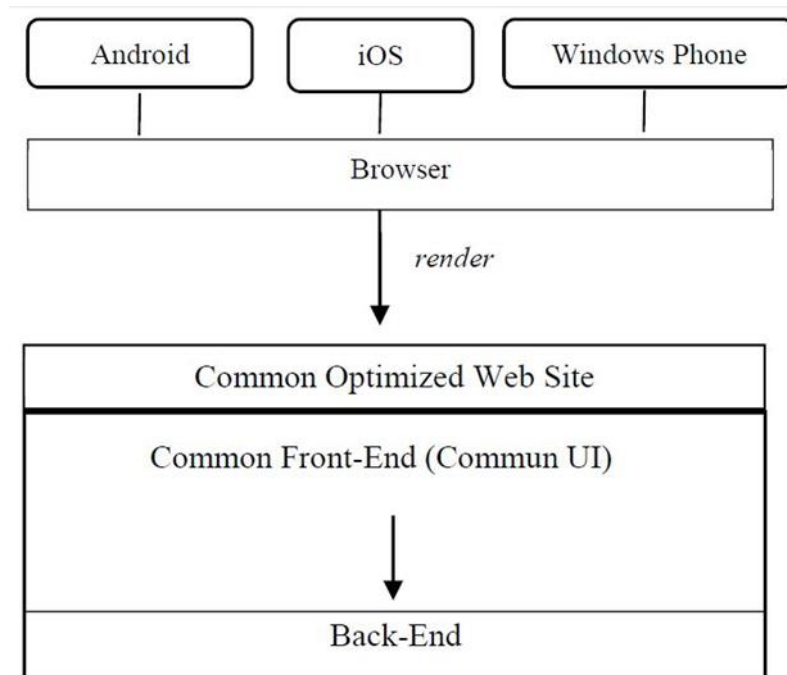 Android
iOS
Windows Phone
Browser
render
Common Optimized Web Site
Common Front-End (Commun UI)
Back-End